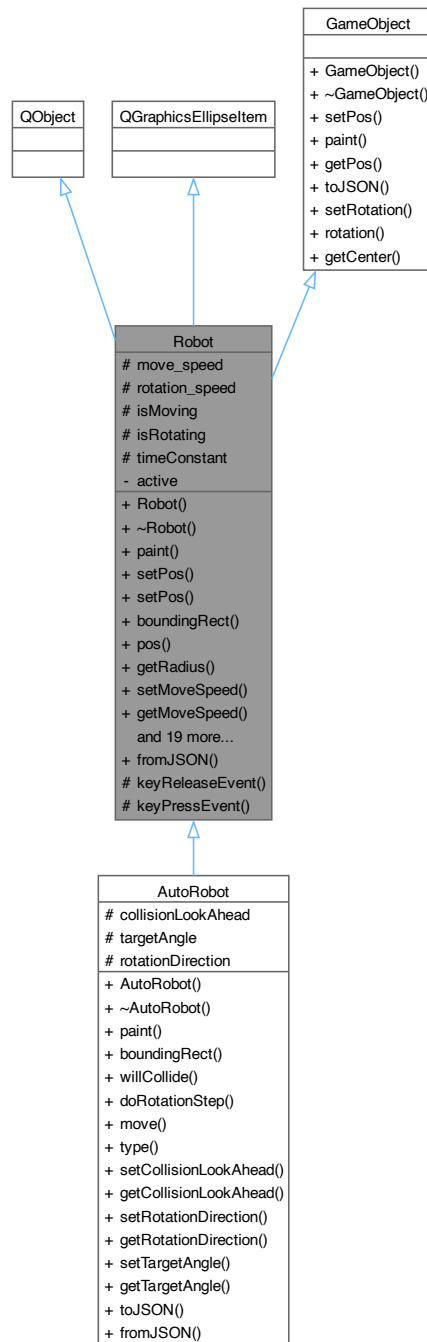 GameObject
+ GameObject()
+ ~GameObject()
+ setPos()
+ paint()
+ getPos()
+ toJSON()
+ setRotation()
+ rotation()
+ getCenter()
QObject
QGraphicsEllipseItem
Robot
# move_speed
# rotation_speed
# isMoving
# isRotating
# timeConstant
- active
+ Robot()
+ ~Robot()
+ paint()
+ setPos()
+ setPos()
+ boundingRect()
+ pos()
+ getRadius()
+ setMoveSpeed()
+ getMoveSpeed()
and 19 more...
+ fromJSON()
# keyReleaseEvent()
# keyPressEvent()
AutoRobot
# collisionLookAhead
# targetAngle
# rotationDirection
+ AutoRobot()
+ ~AutoRobot()
+ paint()
+ boundingRect()
+ willCollide()
+ doRotationStep()
+ move()
+ type()
+ setCollisionLookAhead()
+ getCollisionLookAhead()
+ setRotationDirection()
+ getRotationDirection()
+ setTargetAngle()
+ getTargetAngle()
+ toJSON()
+ fromJSON()